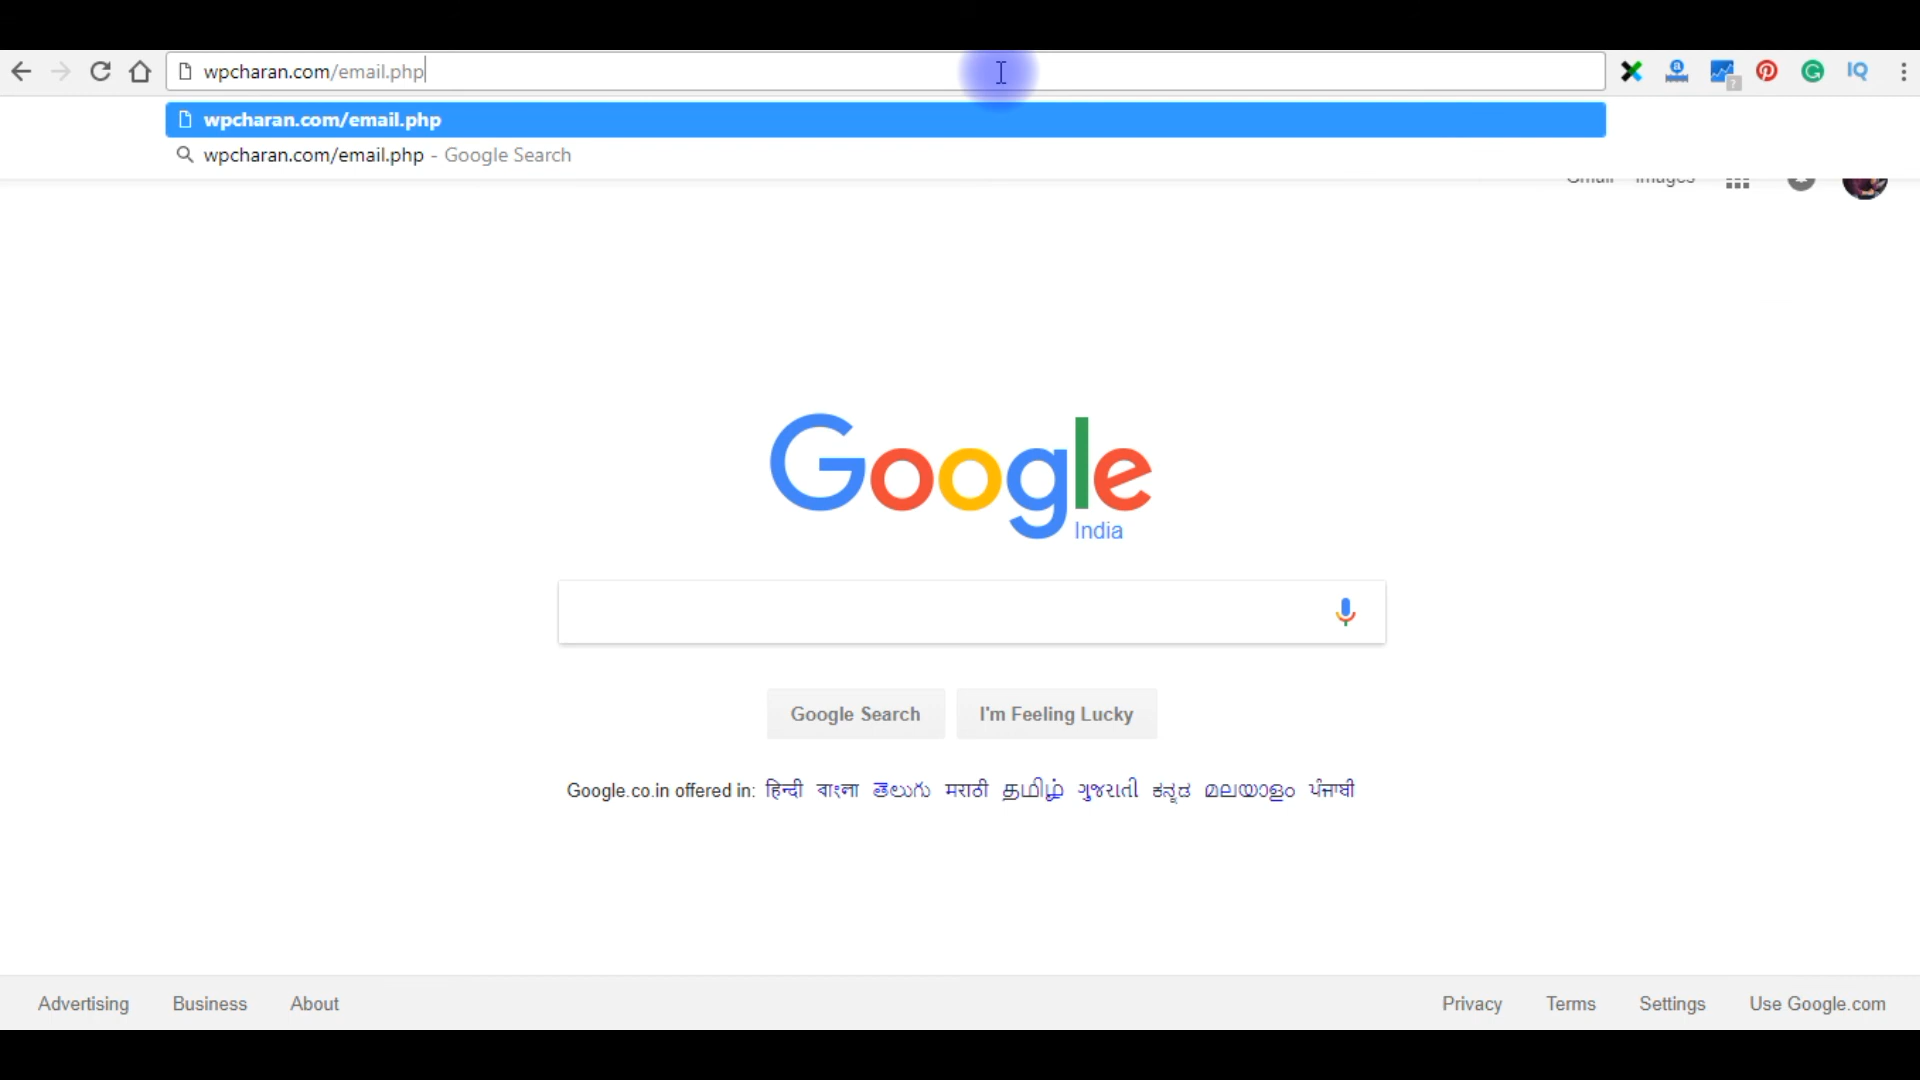 wpcharan.com/email.php
wpcharan.com/email.php
wpcharan.com/email.php - Google Search
Google
India
Google Search I'm Feeling Lucky
Google.co.in offered in: हिन्दी বাংলা తెలుగు मराठी தமிழ் ગુજરાતી ಕನ್ನಡ മലയാളം ਪੰਜਾਬੀ
Advertising Business About Privacy Terms Settings Use Google.com